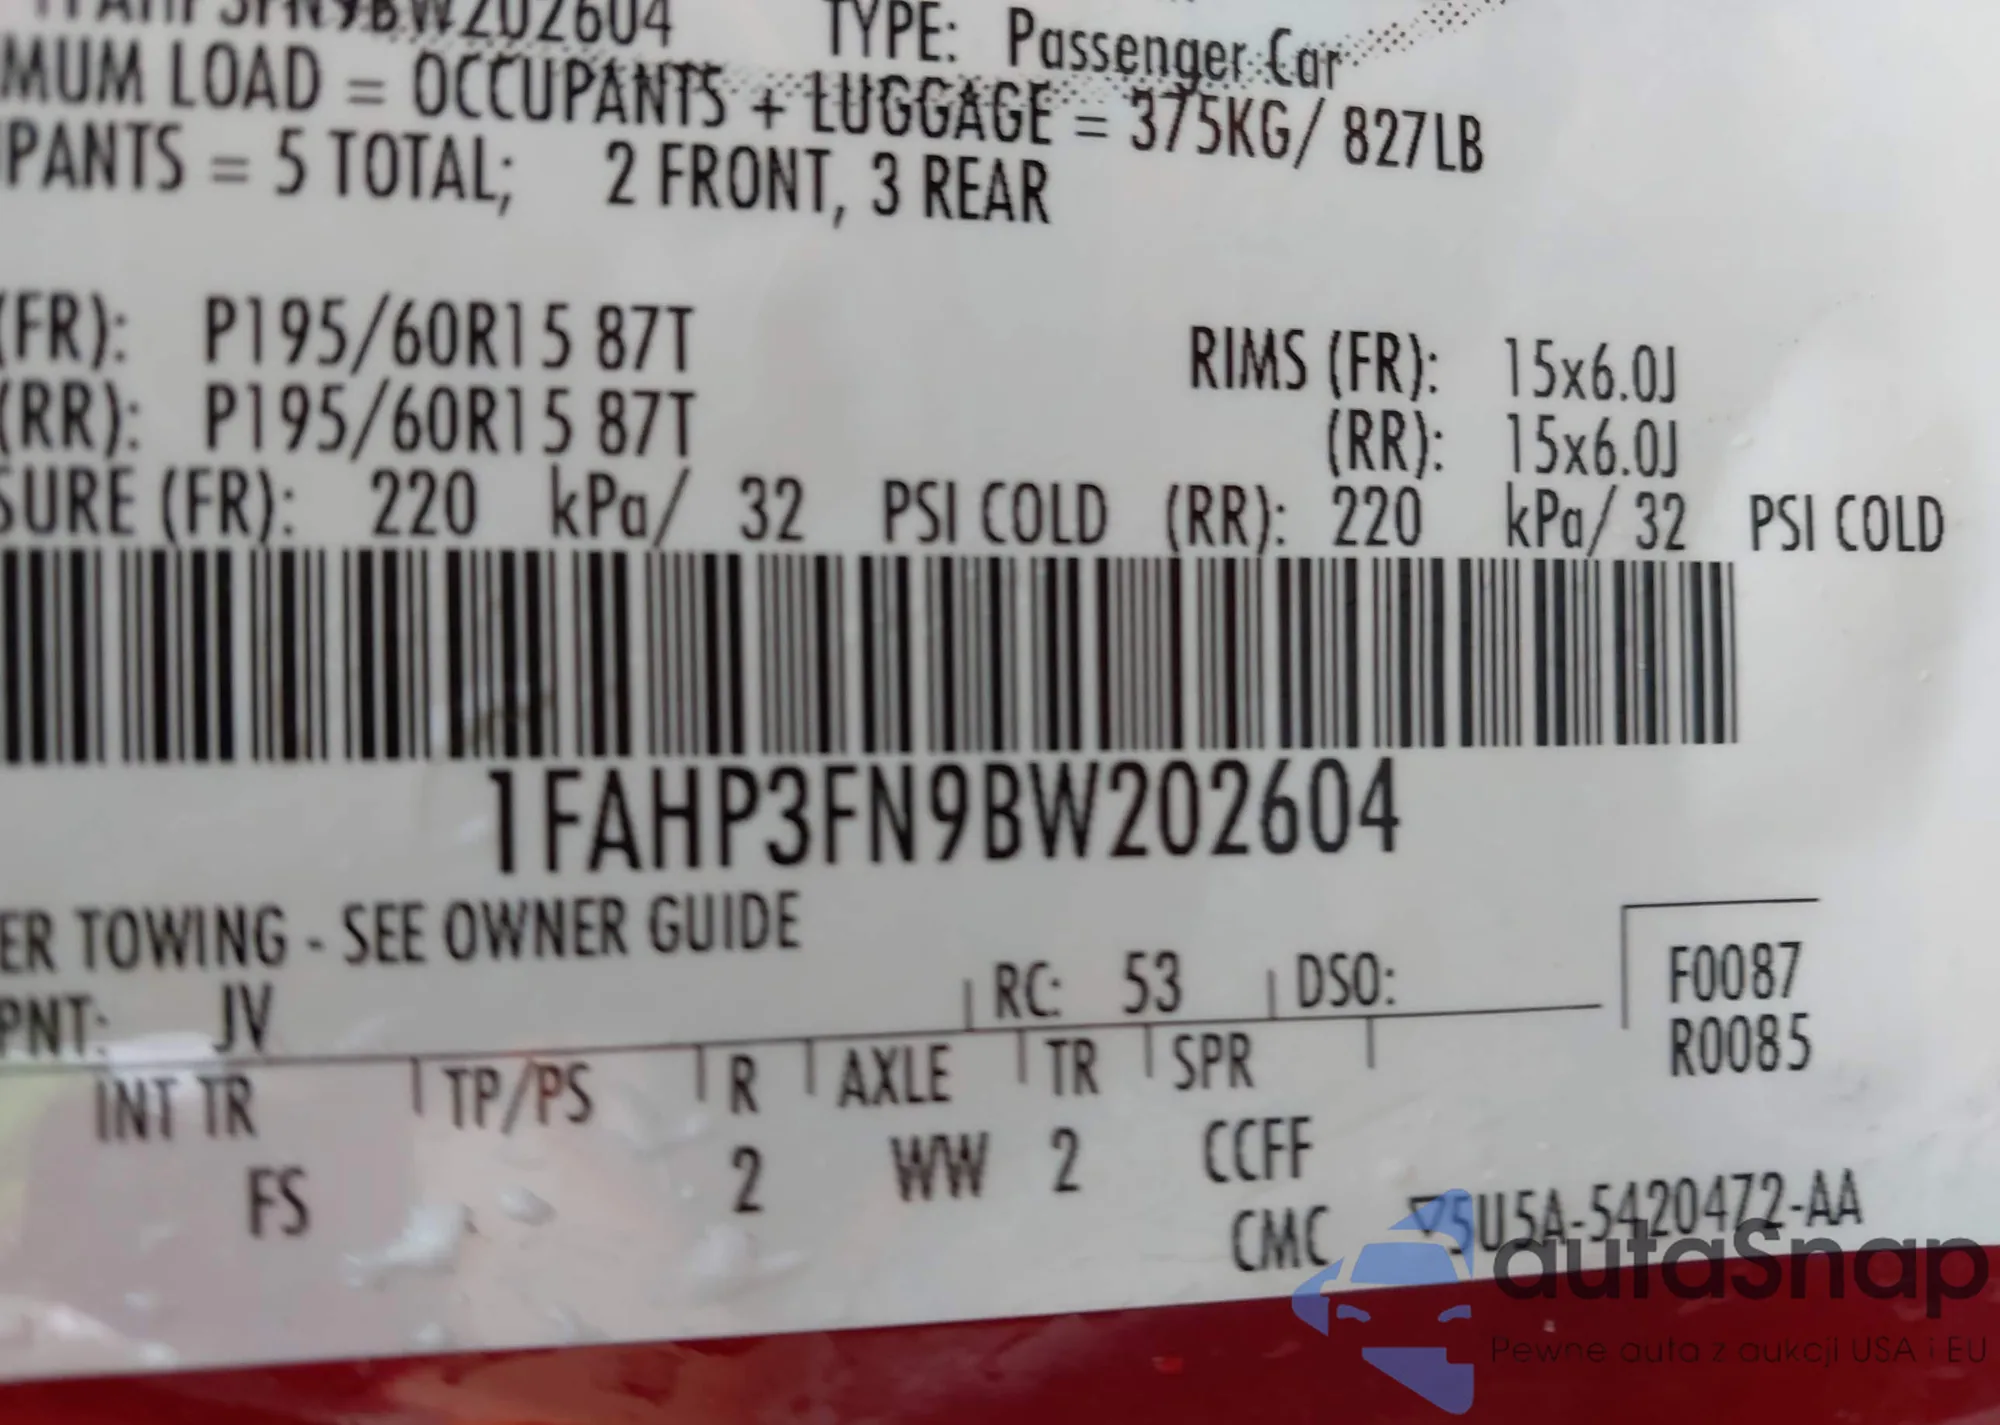 1FAHP3FN9BW202604 TYPE: Passenger Car
MUM LOAD = OCCUPANTS + LUGGAGE = 375KG/ 827LB
PANTS = 5 TOTAL; 2 FRONT, 3 REAR
(FR): P195/60R15 87T RIMS (FR): 15x6.0J
(RR): P195/60R15 87T (RR): 15x6.0J
SURE (FR): 220 kPa/ 32 PSI COLD (RR): 220 kPa/ 32 PSI COLD
1FAHP3FN9BW202604
ER TOWING - SEE OWNER GUIDE
PNT: JV RC: 53 DSO: F0087
R0085
INT TR TP/PS R AXLE TR SPR
FS 2 WW 2 CCFF
CMC ▽5U5A-5420472-AA
autaSnap
Pewne auta z aukcji USA i EU